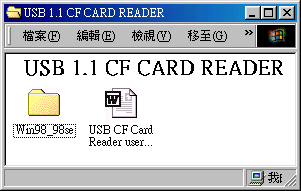 USB 1.1 CF CARD READER
檔案(F) 編輯(E) 檢視(V) 移至(G) »
USB 1.1 CF CARD READER
Win98_98se
USB CF Card
Reader user...
我